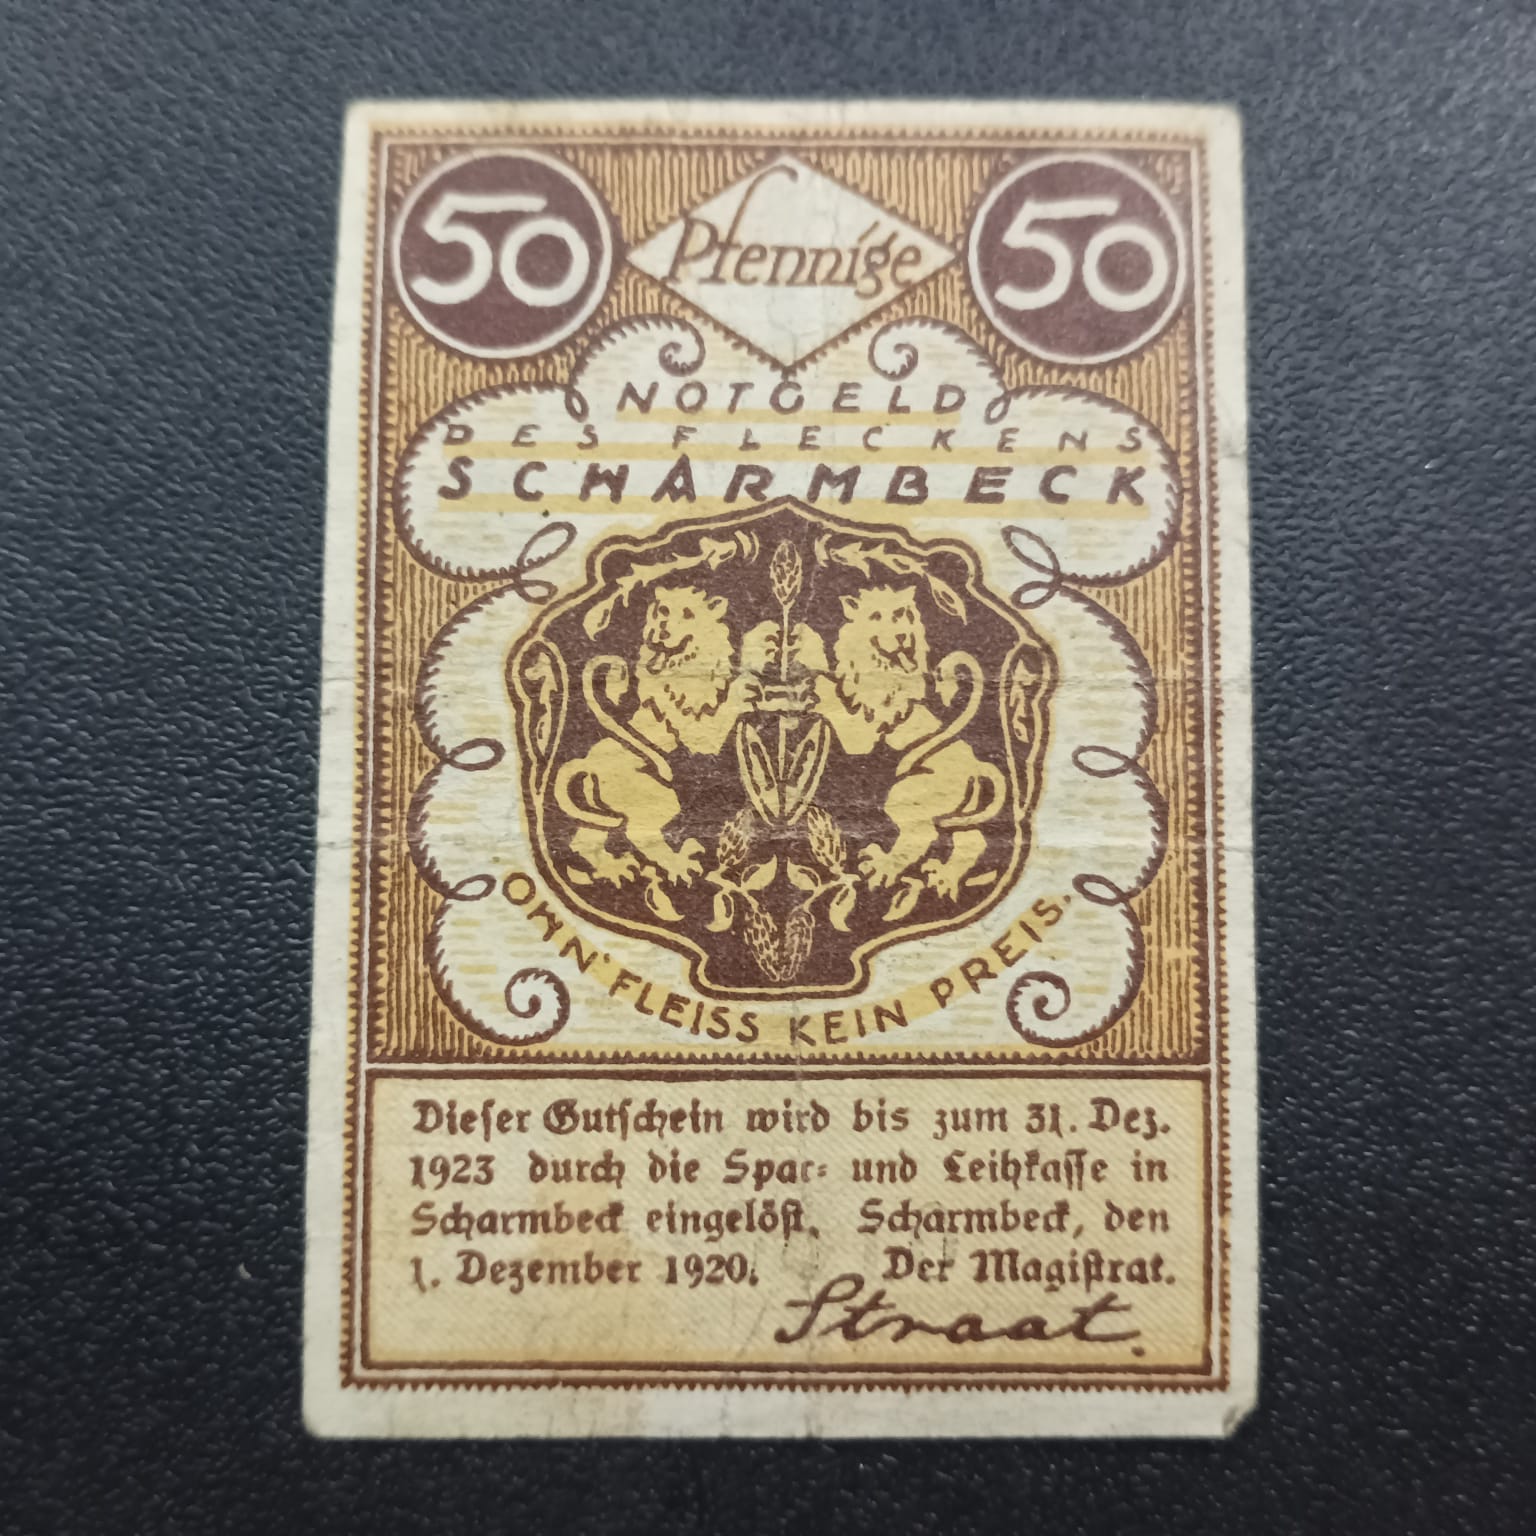 50 Pfennige 50
NOTGELD
DES FLECKENS
SCHARMBECK
OHN' FLEISS KEIN PREIS.
Dieser Gutschein wird bis zum 31. Dez.
1923 durch die Spar- und Leihkasse in
Scharmbeck eingelöst. Scharmbeck, den
1. Dezember 1920. Der Magistrat.
Straat.